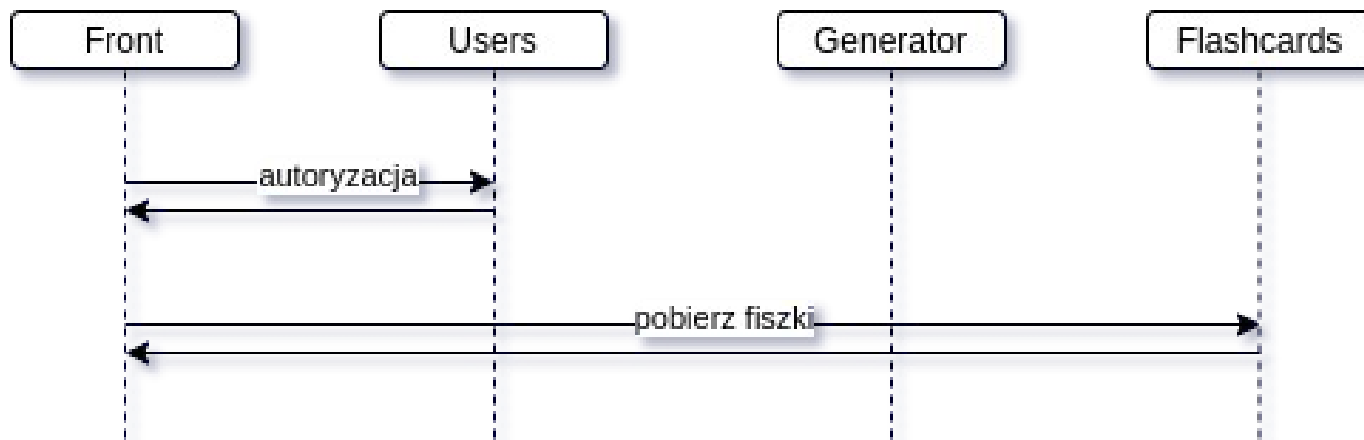 Front
Users
Generator
Flashcards
autoryzacja
pobierz fiszki